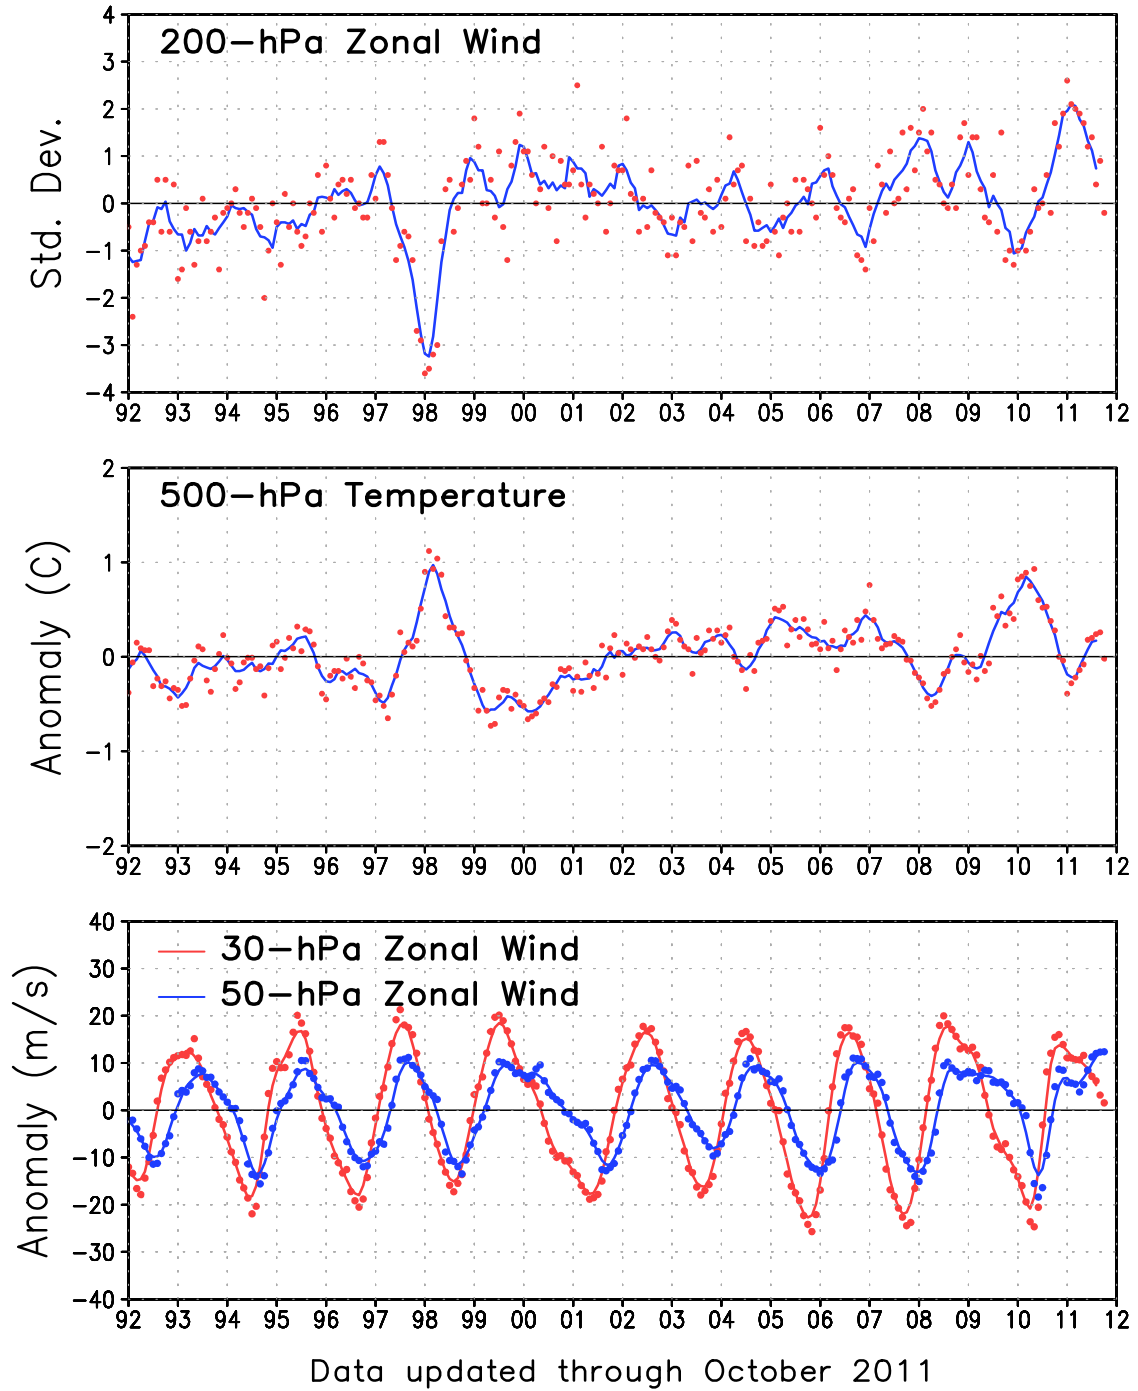 4
200-hPa Zonal Wind
3
2
1
0
-1
-2
-3
-4
Std. Dev.
92 93 94 95 96 97 98 99 00 01 02 03 04 05 06 07 08 09 10 11 12
2
500-hPa Temperature
1
0
-1
-2
Anomaly (C)
92 93 94 95 96 97 98 99 00 01 02 03 04 05 06 07 08 09 10 11 12
40
30-hPa Zonal Wind
30
50-hPa Zonal Wind
20
10
0
-10
-20
-30
-40
Anomaly (m/s)
92 93 94 95 96 97 98 99 00 01 02 03 04 05 06 07 08 09 10 11 12
Data updated through October 2011